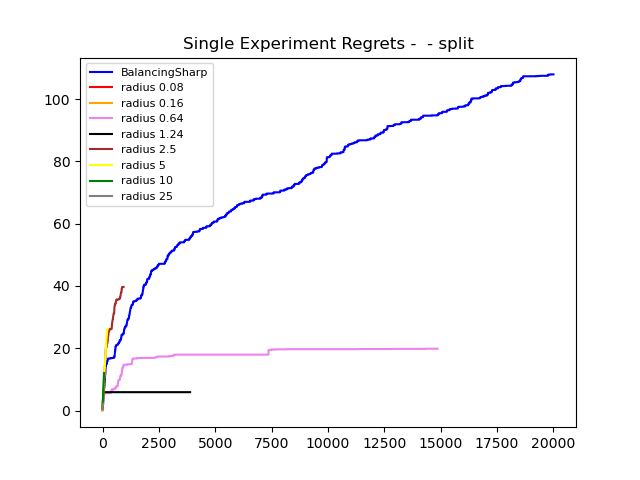 Single Experiment Regrets -  - split
BalancingSharp
radius 0.08
radius 0.16
radius 0.64
radius 1.24
radius 2.5
radius 5
radius 10
radius 25
100
80
60
40
20
0
0 2500 5000 7500 10000 12500 15000 17500 20000